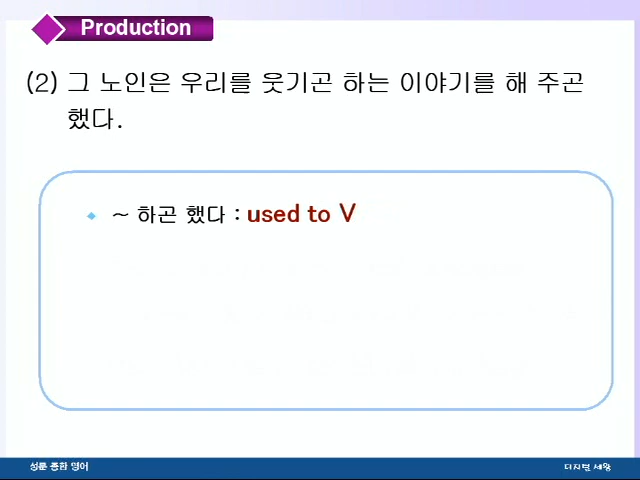 Production
(2) 그 노인은 우리를 웃기곤 하는 이야기를 해 주곤
했다.
~ 하곤 했다 : used to V
성문 종합 영어
디지털 세왕